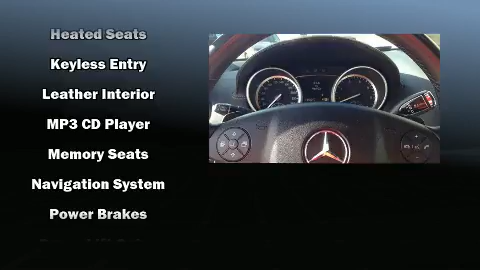 Heated Seats
Keyless Entry
Leather Interior
MP3 CD Player
Memory Seats
Navigation System
Power Brakes